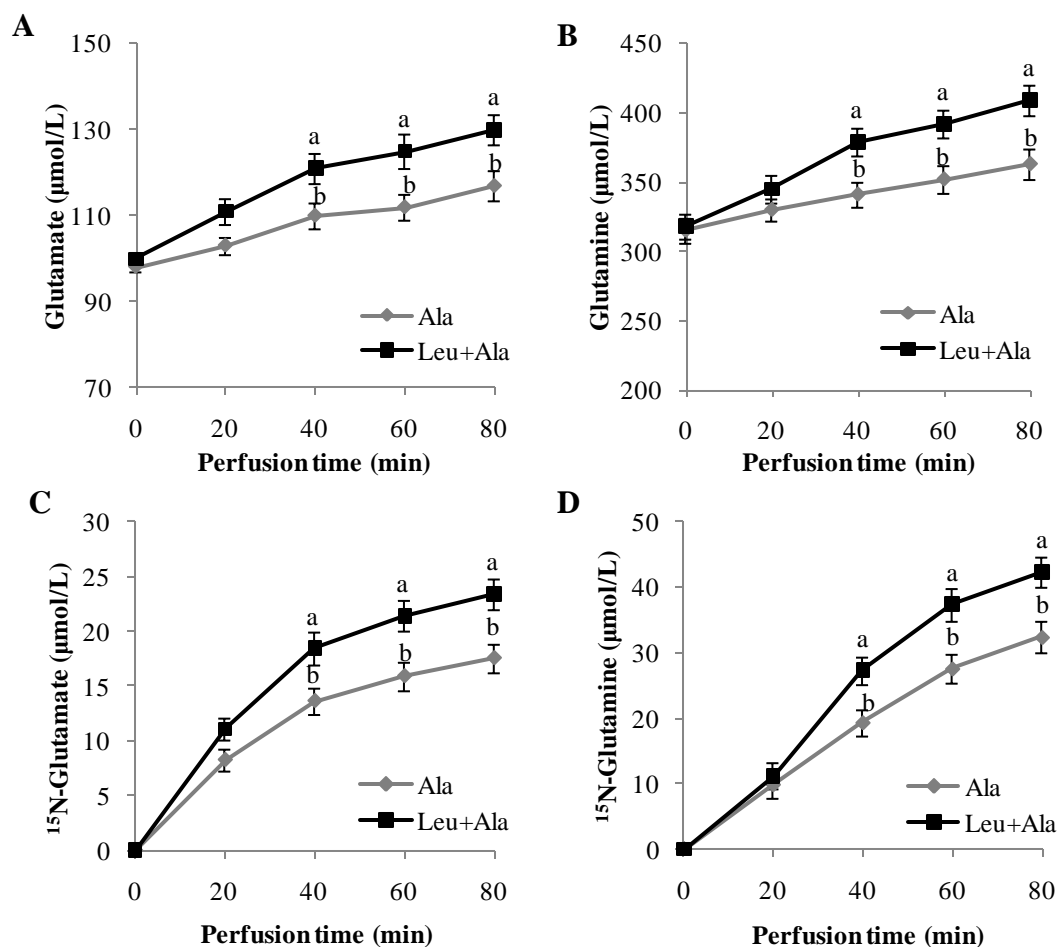 A
Glutamate (µmol/L)
150
130
110
90
70
a
a
a
b
b
b
Ala
Leu+Ala
0 20 40 60 80
Perfusion time (min)
B
Glutamine (µmol/L)
450
400
350
300
250
200
a
a
a
b
b
b
Ala
Leu+Ala
0 20 40 60 80
Perfusion time (min)
C
¹⁵N-Glutamate (µmol/L)
30
25
20
15
10
5
0
a
a
a
b
b
b
Ala
Leu+Ala
0 20 40 60 80
Perfusion time (min)
D
¹⁵N-Glutamine (µmol/L)
50
40
30
20
10
0
a
a
a
b
b
b
Ala
Leu+Ala
0 20 40 60 80
Perfusion time (min)